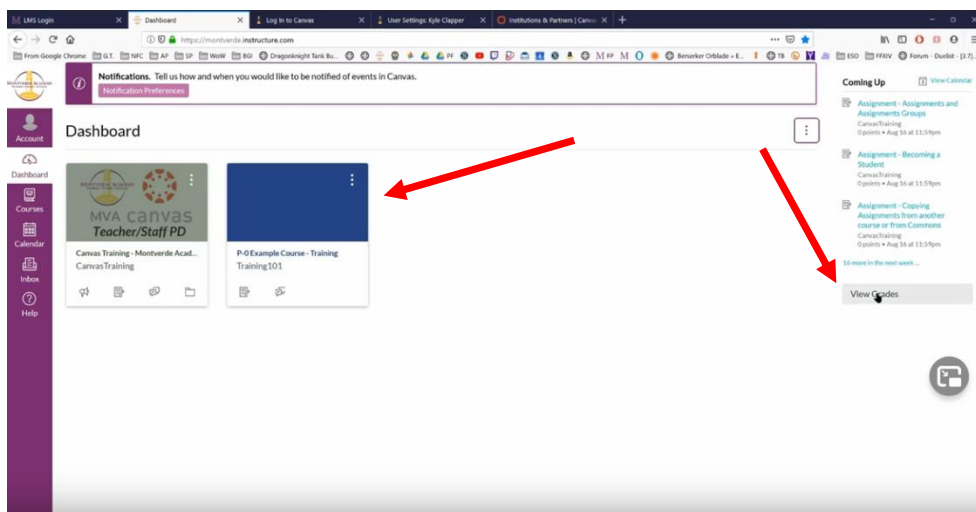 LMS Login
Dashboard
Log In to Canvas
User Settings: Kyle Clapper
Institutions & Partners | Canv
https://montverde.instructure.com
From Google Chrome G.T. NFC AP SP WoW BGI Dragonknight Tank Bu... PF FF TB Berserker Orblade « E... ESO FFXIV Forum - Duelist - [3.7]...
Notifications. Tell us how and when you would like to be notified of events in Canvas.
Notification Preferences
Account
Dashboard
Courses
Calendar
Inbox
Help
Dashboard
MVA canvas
Teacher/Staff PD
Canvas Training - Montverde Acad...
CanvasTraining
P-0 Example Course - Training
Training101
Coming Up
View Calendar
Assignment - Assignments and
Assignments Groups
CanvasTraining
0 points • Aug 16 at 11:59pm
Assignment - Becoming a
Student
CanvasTraining
0 points • Aug 16 at 11:59pm
Assignment - Copying
Assignments from another
course or from Commons
CanvasTraining
0 points • Aug 16 at 11:59pm
16 more in the next week ...
View Grades